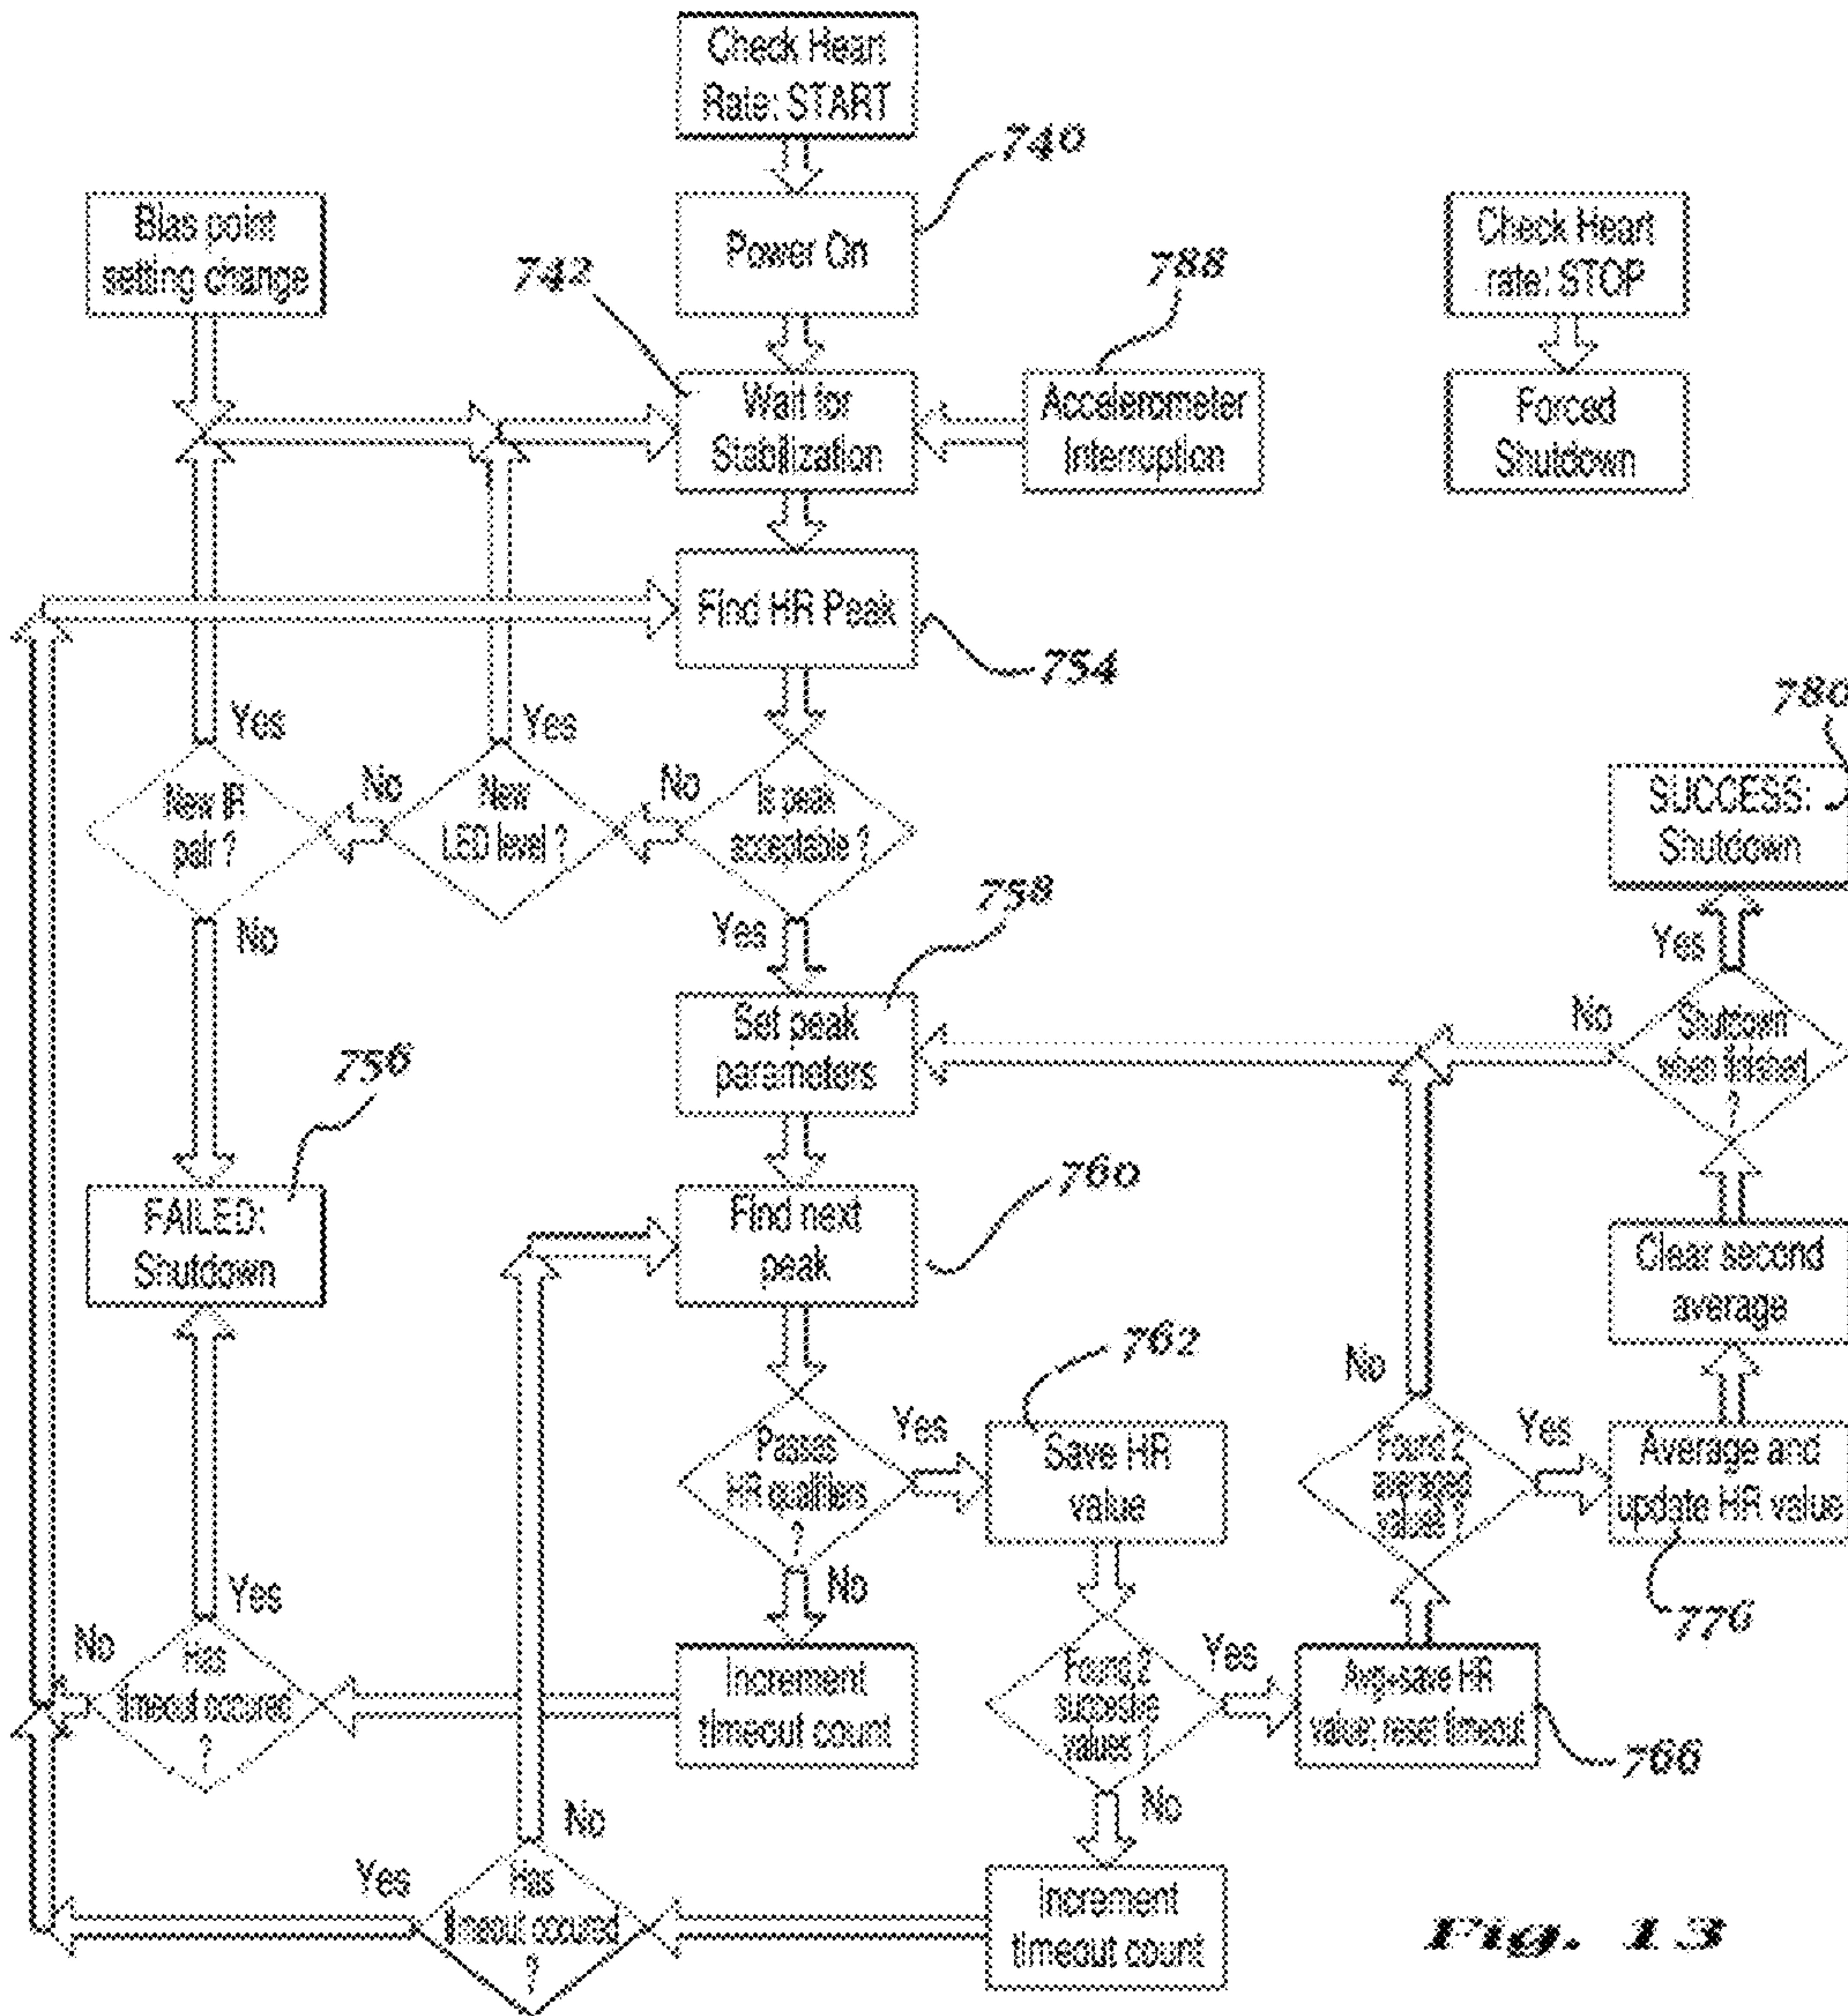 Check Heart
Rate: START
740
Power On
Bias point
setting change
742
788
Check Heart
rate: STOP
Wait for
Stabilization
Accelerometer
Interruption
Forced
Shutdown
Find HR Peak
754
780
Yes
Yes
New IR
pair ?
No
New
LED level ?
No
Is peak
acceptable ?
SUCCESS:
Shutdown
No
Yes
758
Yes
Set peak
parameters
No
Shutdown
when finished
?
756
FAILED:
Shutdown
760
Find next
peak
Clear second
average
762
No
Passes
HR qualifiers
?
Yes
Save HR
value
Found 2
averaged
values ?
Yes
Average and
update HR value
776
No
Yes
No
Has
timeout occured
?
Increment
timeout count
Found 2
values ?
Yes
Avg-save HR
value; reset timeout
766
No
No
Yes
Has
timeout occured
?
Increment
timeout count
Fig. 13